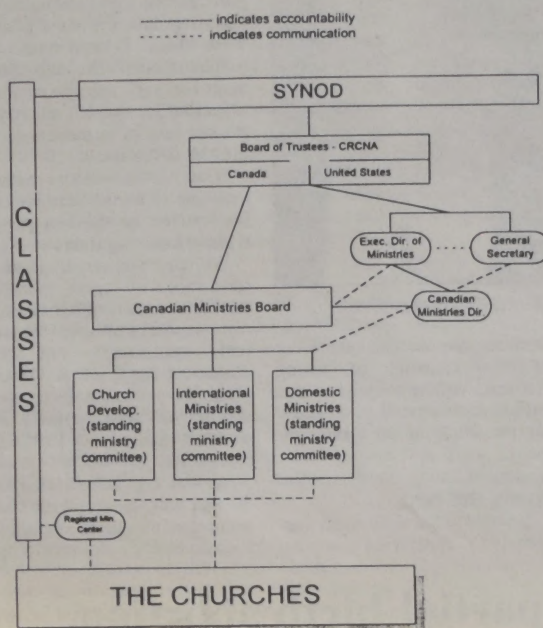 indicates accountability
indicates communication
SYNOD
Board of Trustees - CRCNA
Canada
United States
CLASSES
Exec. Dir. of
Ministries
General
Secretary
Canadian Ministries Board
Canadian
Ministries Dir.
Church
Develop.
(standing
ministry
committee)
International
Ministries
(standing
ministry
committee)
Domestic
Ministries
(standing
ministry
committee)
Regional Min.
Center
THE CHURCHES